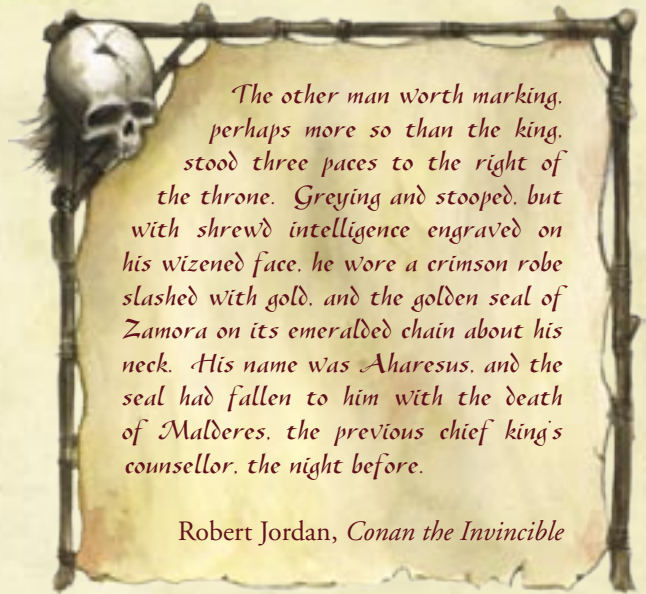 The other man worth marking,
perhaps more so than the king,
stood three paces to the right of
the throne. Greying and stooped, but
with shrewd intelligence engraved on
his wizened face, he wore a crimson robe
slashed with gold, and the golden seal of
Zamora on its emeralded chain about his
neck. His name was Aharesus, and the
seal had fallen to him with the death
of Malderes, the previous chief king's
counsellor, the night before.
Robert Jordan, Conan the Invincible